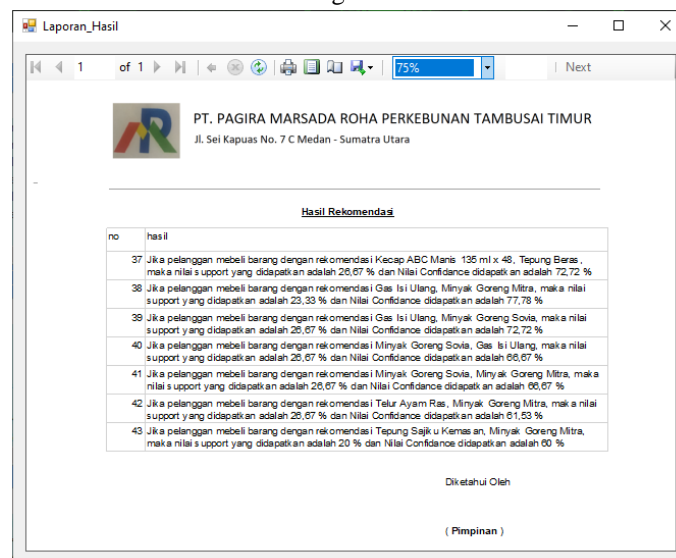 Laporan_Hasil
1 of 1 75% | Next
PT. PAGIRA MARSADA ROHA PERKEBUNAN TAMBUSAI TIMUR
Jl. Sei Kapuas No. 7 C Medan - Sumatra Utara
Hasil Rekomendasi
no hasil
37 Jika pelanggan mebeli barang dengan rekomendasi Kecap ABC Manis 135 ml x 48, Tepung Beras ,
maka nilai support yang didapatkan adalah 26,67 % dan Nilai Confidance didapatkan adalah 72,72 %
38 Jika pelanggan mebeli barang dengan rekomendasi Gas Isi Ulang, Minyak Goreng Mitra, maka nilai
support yang didapatkan adalah 23,33 % dan Nilai Confidance didapatkan adalah 77,78 %
39 Jika pelanggan mebeli barang dengan rekomendasi Gas Isi Ulang, Minyak Goreng Sovia, maka nilai
support yang didapatkan adalah 26,67 % dan Nilai Confidance didapatkan adalah 72,72 %
40 Jika pelanggan mebeli barang dengan rekomendasi Minyak Goreng Sovia, Gas Isi Ulang, maka nilai
support yang didapatkan adalah 26,67 % dan Nilai Confidance didapatkan adalah 66,67 %
41 Jika pelanggan mebeli barang dengan rekomendasi Minyak Goreng Sovia, Minyak Goreng Mitra, maka
nilai support yang didapatkan adalah 26,67 % dan Nilai Confidance didapatkan adalah 66,67 %
42 Jika pelanggan mebeli barang dengan rekomendasi Telur Ayam Ras, Minyak Goreng Mitra, maka nilai
support yang didapatkan adalah 26,67 % dan Nilai Confidance didapatkan adalah 61,53 %
43 Jika pelanggan mebeli barang dengan rekomendasi Tepung Sajiku Kemasan, Minyak Goreng Mitra,
maka nilai support yang didapatkan adalah 20 % dan Nilai Confidance didapatkan adalah 60 %
Diketahui Oleh
( Pimpinan )